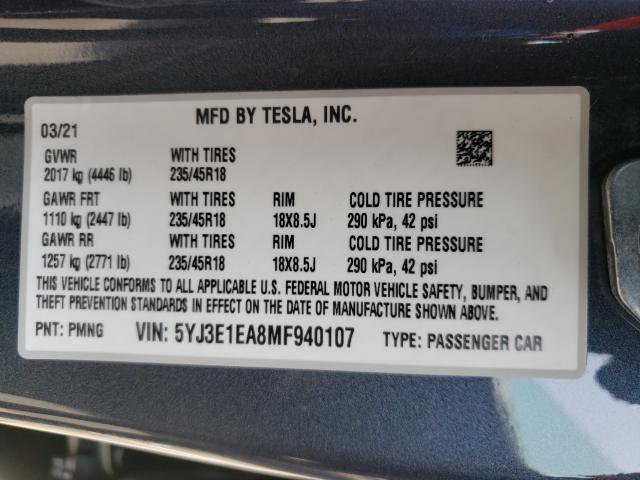 MFD BY TESLA, INC.
03/21
GVWR WITH TIRES
2017 kg (4446 lb) 235/45R18
GAWR FRT WITH TIRES RIM COLD TIRE PRESSURE
1110 kg (2447 lb) 235/45R18 18X8.5J 290 kPa, 42 psi
GAWR RR WITH TIRES RIM COLD TIRE PRESSURE
1257 kg (2771 lb) 235/45R18 18X8.5J 290 kPa, 42 psi
THIS VEHICLE CONFORMS TO ALL APPLICABLE U.S. FEDERAL MOTOR VEHICLE SAFETY, BUMPER, AND
THEFT PREVENTION STANDARDS IN EFFECT ON THE DATE OF MANUFACTURE SHOWN ABOVE.
PNT: PMNG VIN: 5YJ3E1EA8MF940107 TYPE: PASSENGER CAR